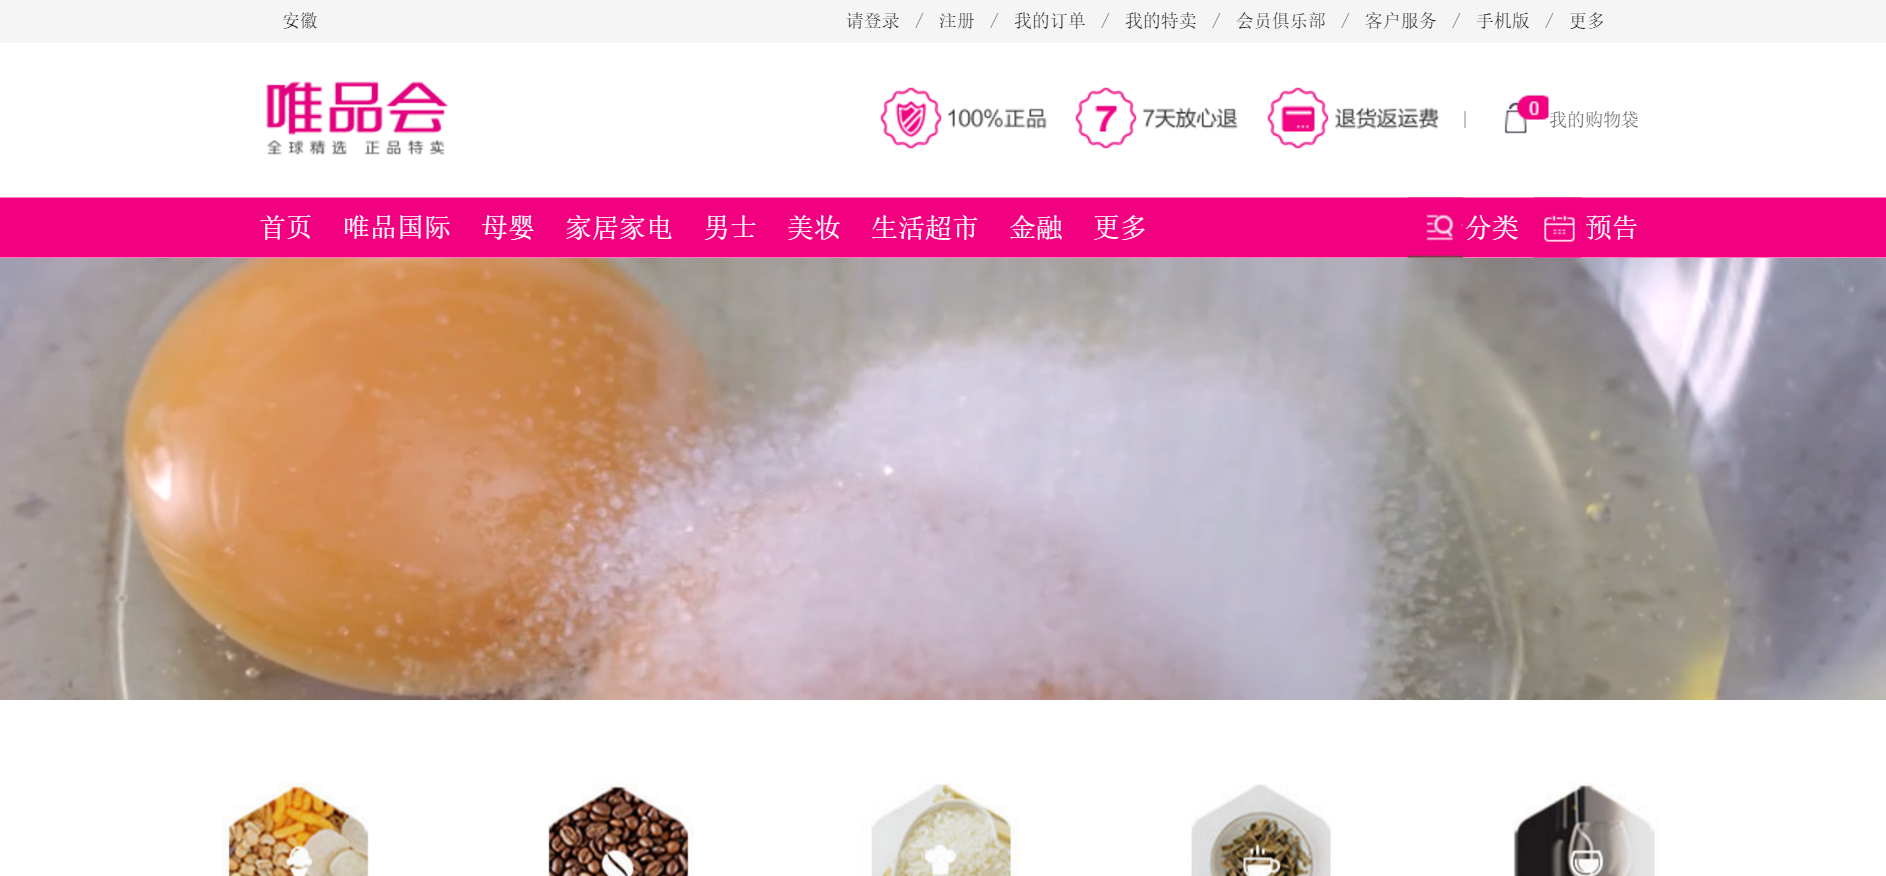 安徽
请登录 / 注册 / 我的订单 / 我的特卖 / 会员俱乐部 / 客户服务 / 手机版 / 更多
唯品会
全球精选 正品特卖
100%正品 7 7天放心退 退货返运费 | 0 我的购物袋
首页 唯品国际 母婴 家居家电 男士 美妆 生活超市 金融 更多 分类 预告